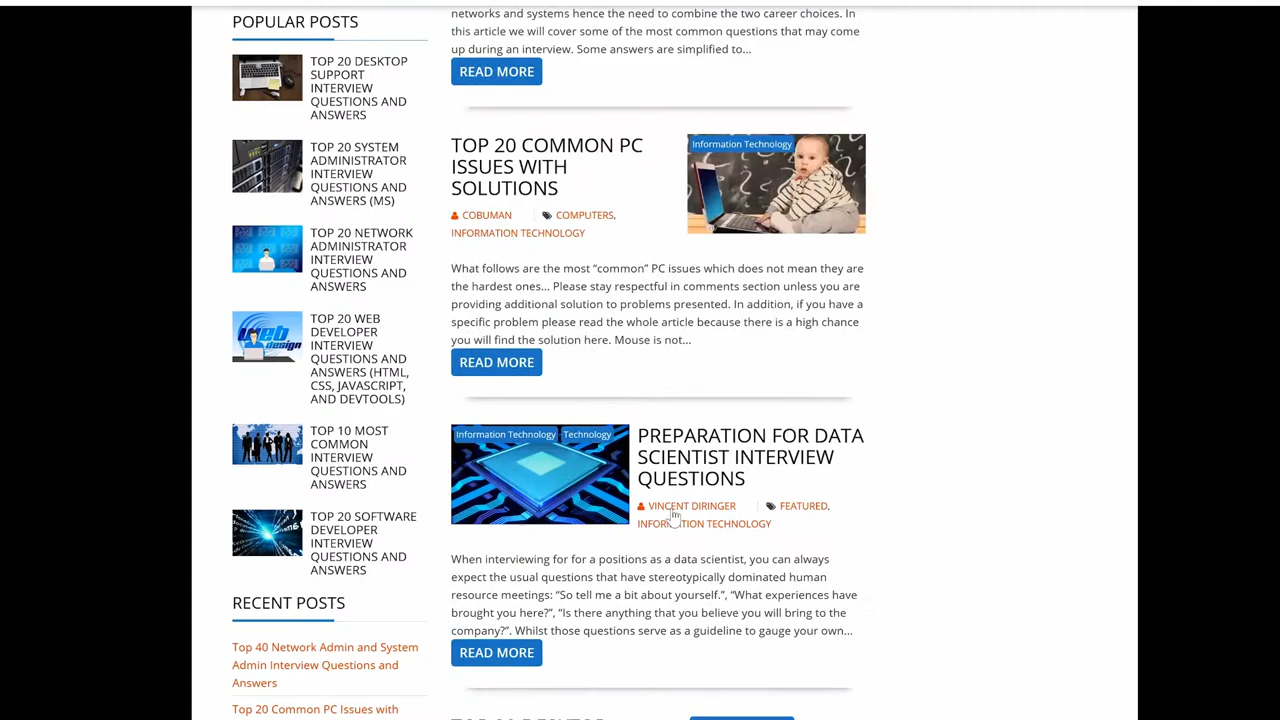 POPULAR POSTS
TOP 20 DESKTOP
SUPPORT
INTERVIEW
QUESTIONS AND
ANSWERS
TOP 20 SYSTEM
ADMINISTRATOR
INTERVIEW
QUESTIONS AND
ANSWERS (MS)
TOP 20 NETWORK
ADMINISTRATOR
INTERVIEW
QUESTIONS AND
ANSWERS
web
design
TOP 20 WEB
DEVELOPER
INTERVIEW
QUESTIONS AND
ANSWERS (HTML,
CSS, JAVASCRIPT,
AND DEVTOOLS)
TOP 10 MOST
COMMON
INTERVIEW
QUESTIONS AND
ANSWERS
TOP 20 SOFTWARE
DEVELOPER
INTERVIEW
QUESTIONS AND
ANSWERS
RECENT POSTS
Top 40 Network Admin and System
Admin Interview Questions and
Answers
Top 20 Common PC Issues with
networks and systems hence the need to combine the two career choices. In
this article we will cover some of the most common questions that may come
up during an interview. Some answers are simplified to...
READ MORE
TOP 20 COMMON PC
ISSUES WITH
SOLUTIONS
COBUMAN COMPUTERS,
INFORMATION TECHNOLOGY
Information Technology
What follows are the most “common” PC issues which does not mean they are
the hardest ones... Please stay respectful in comments section unless you are
providing additional solution to problems presented. In addition, if you have a
specific problem please read the whole article because there is a high chance
you will find the solution here. Mouse is not...
READ MORE
Information Technology Technology
PREPARATION FOR DATA
SCIENTIST INTERVIEW
QUESTIONS
VINCENT DIRINGER FEATURED,
INFORMATION TECHNOLOGY
When interviewing for for a positions as a data scientist, you can always
expect the usual questions that have stereotypically dominated human
resource meetings: “So tell me a bit about yourself.”, “What experiences have
brought you here?”, “Is there anything that you believe you will bring to the
company?”. Whilst those questions serve as a guideline to gauge your own...
READ MORE